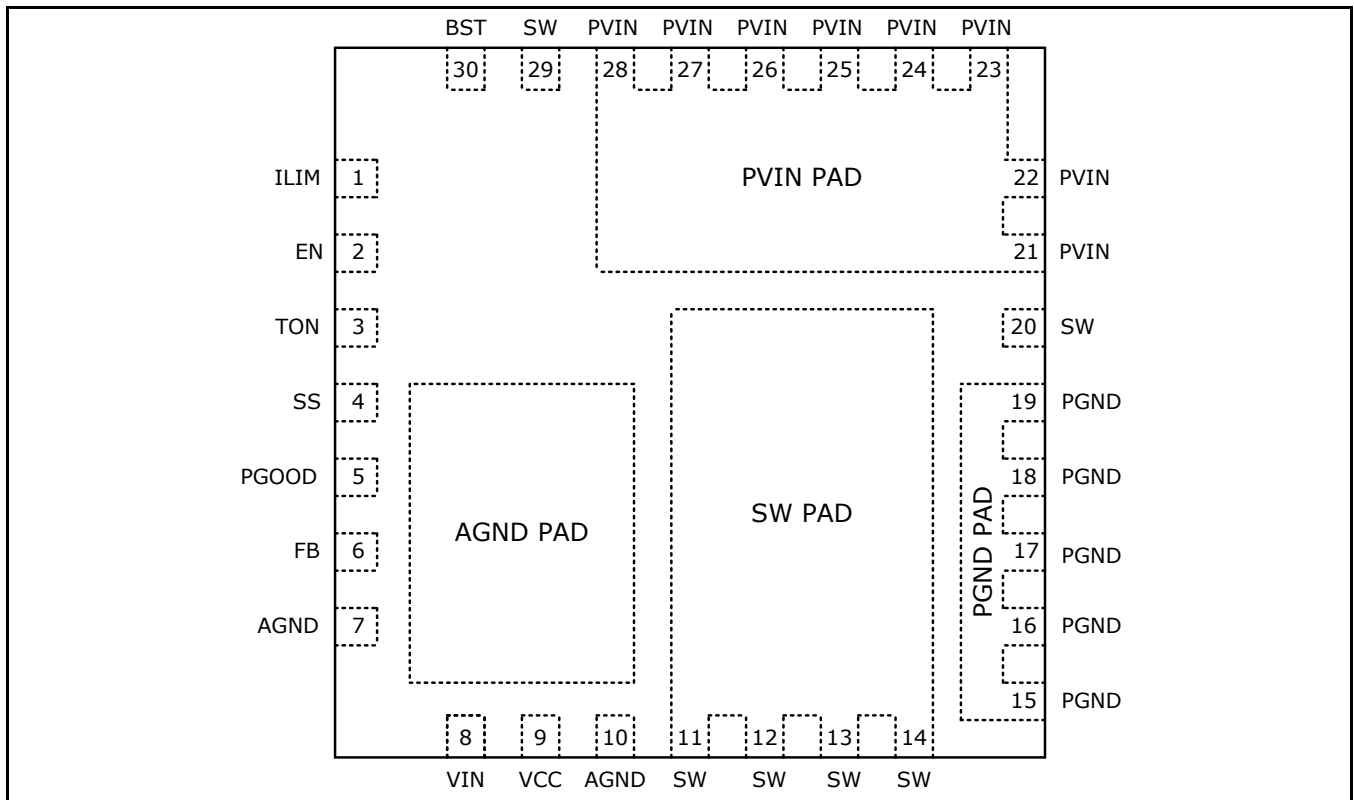 BST SW PVIN PVIN PVIN PVIN PVIN PVIN
30 29 28 27 26 25 24 23
ILIM 1 PVIN PAD 22 PVIN
EN 2 21 PVIN
TON 3 20 SW
SS 4 19 PGND
PGOOD 5 18 PGND
AGND PAD SW PAD PGND PAD
FB 6 17 PGND
AGND 7 16 PGND
15 PGND
8 9 10 11 12 13 14
VIN VCC AGND SW SW SW SW